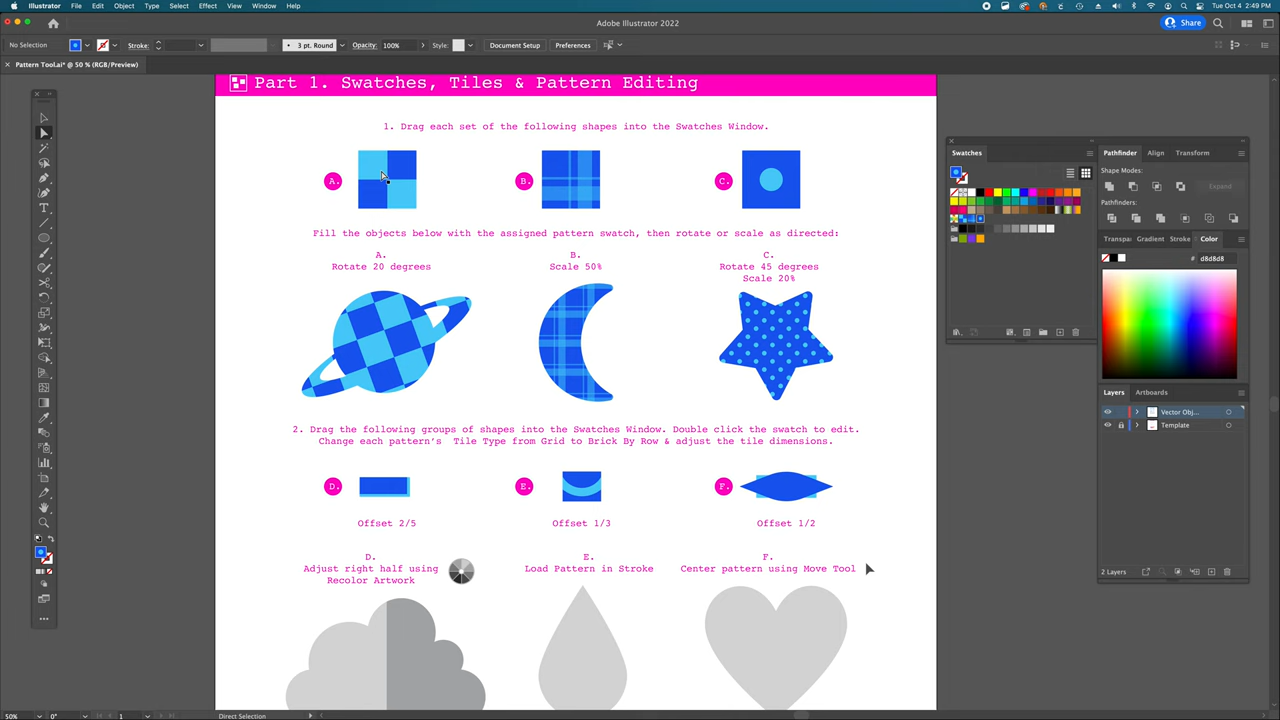 Illustrator File Edit Object Type Select Effect View Window Help
Tue Oct 4 2:49 PM
Adobe Illustrator 2022
Share
No Selection
Stroke:
3 pt. Round
Opacity: 100%
Style:
Document Setup
Preferences
Pattern Tool.ai* @ 50 % (RGB/Preview)
Part 1. Swatches, Tiles & Pattern Editing
1. Drag each set of the following shapes into the Swatches Window.
A.
B.
C.
Fill the objects below with the assigned pattern swatch, then rotate or scale as directed:
A.
Rotate 20 degrees
B.
Scale 50%
C.
Rotate 45 degrees
Scale 20%
2. Drag the following groups of shapes into the Swatches Window. Double click the swatch to edit.
Change each pattern's Tile Type from Grid to Brick By Row & adjust the tile dimensions.
D.
E.
F.
Offset 2/5
Offset 1/3
Offset 1/2
D.
Adjust right half using
Recolor Artwork
E.
Load Pattern in Stroke
F.
Center pattern using Move Tool
Swatches
Pathfinder Align Transform
Shape Modes:
Expand
Pathfinders:
Transpa Gradient Stroke Color
# d8d8d8
Layers Artboards
Vector Obj...
Template
2 Layers
50% 0° 1 Direct Selection